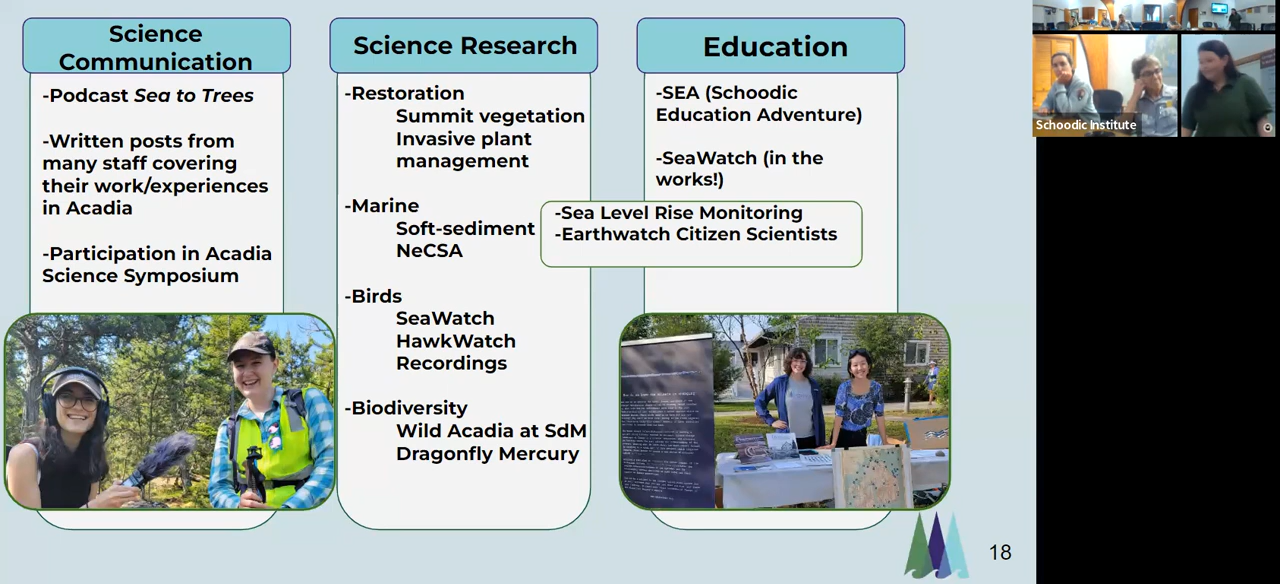 Science
Communication
-Podcast Sea to Trees
-Written posts from
many staff covering
their work/experiences
in Acadia
-Participation in Acadia
Science Symposium
Science Research
-Restoration
Summit vegetation
Invasive plant
management
-Marine
Soft-sediment
NeCSA
-Birds
SeaWatch
HawkWatch
Recordings
-Biodiversity
Wild Acadia at SdM
Dragonfly Mercury
Education
-SEA (Schoodic
Education Adventure)
-SeaWatch (in the
works!)
-Sea Level Rise Monitoring
-Earthwatch Citizen Scientists
18
Schoodic Institute